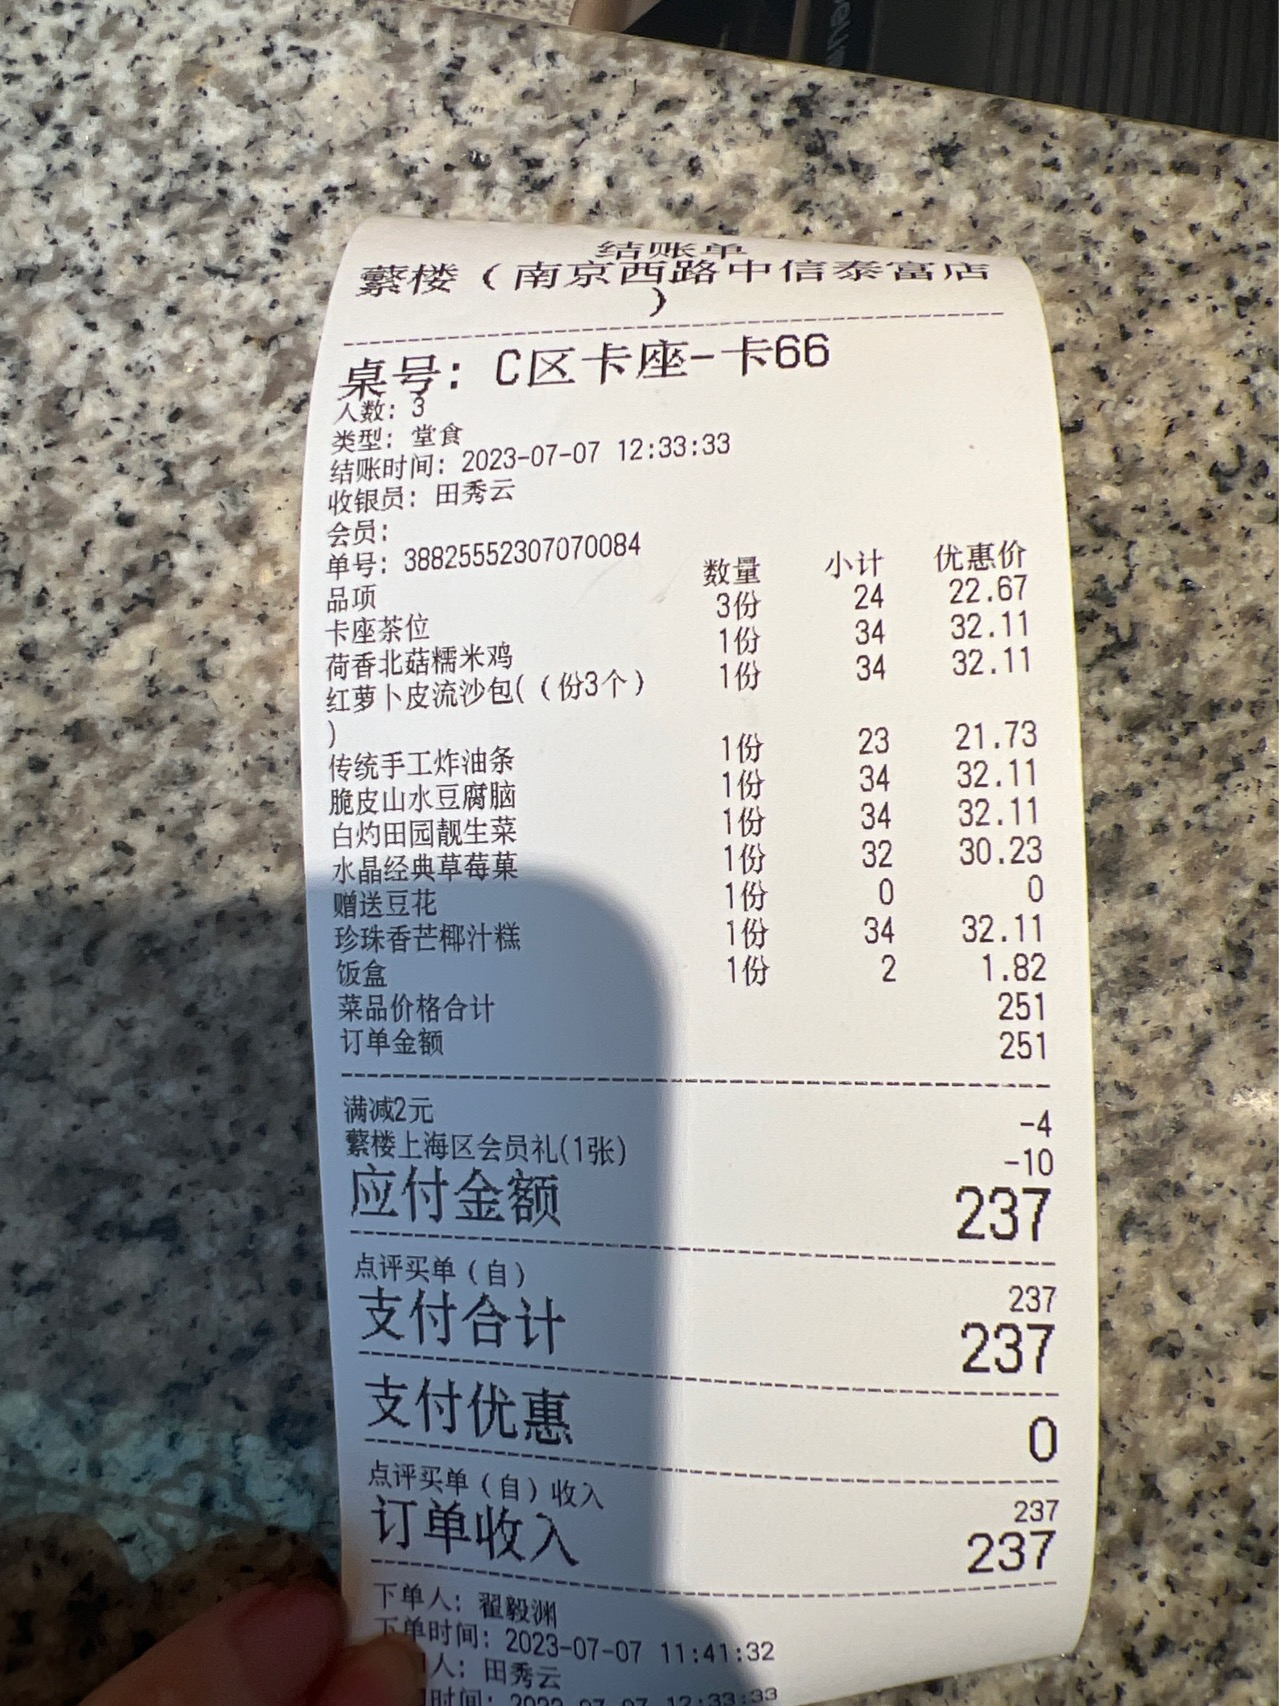 结账单
蘩楼（南京西路中信泰富店
）
桌号：C区卡座-卡66
人数：3
类型：堂食
结账时间：2023-07-07 12:33:33
收银员：田秀云
会员：
单号：38825552307070084
品项 数量 小计 优惠价
卡座茶位 3份 24 22.67
荷香北菇糯米鸡 1份 34 32.11
红萝卜皮流沙包(（份3个） 1份 34 32.11
)
传统手工炸油条 1份 23 21.73
脆皮山水豆腐脑 1份 34 32.11
白灼田园靓生菜 1份 34 32.11
水晶经典草莓菓 1份 32 30.23
赠送豆花 1份 0 0
珍珠香芒椰汁糕 1份 34 32.11
饭盒 1份 2 1.82
菜品价格合计 251
订单金额 251
满减2元 -4
蘩楼上海区会员礼(1张) -10
应付金额 237
点评买单（自） 237
支付合计 237
支付优惠 0
点评买单（自）收入 237
订单收入 237
下单人：翟毅渊
下单时间：2023-07-07 11:41:32
人：田秀云
时间：2023-07-07 12:33:33